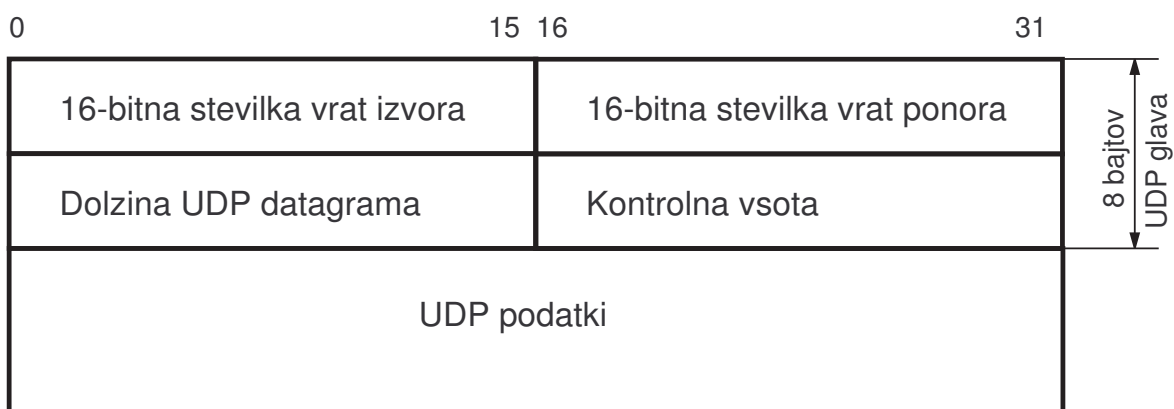 0 15 16 31
16-bitna stevilka vrat izvora 16-bitna stevilka vrat ponora
Dolzina UDP datagrama Kontrolna vsota
8 bajtov
UDP glava
UDP podatki